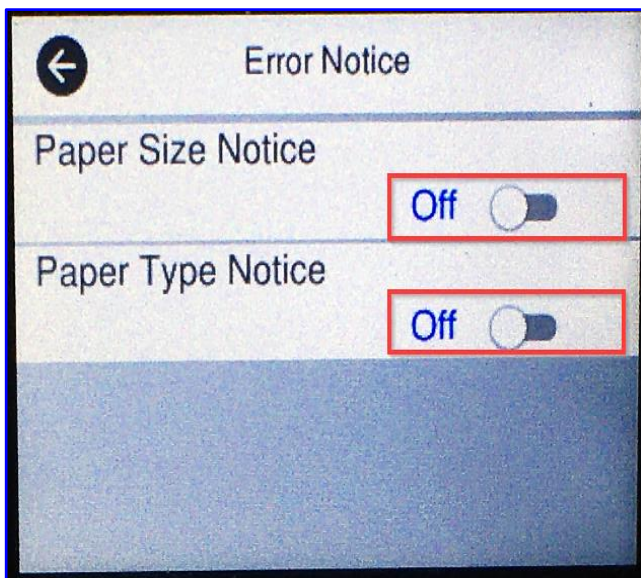 Error Notice
Paper Size Notice
Off
Paper Type Notice
Off